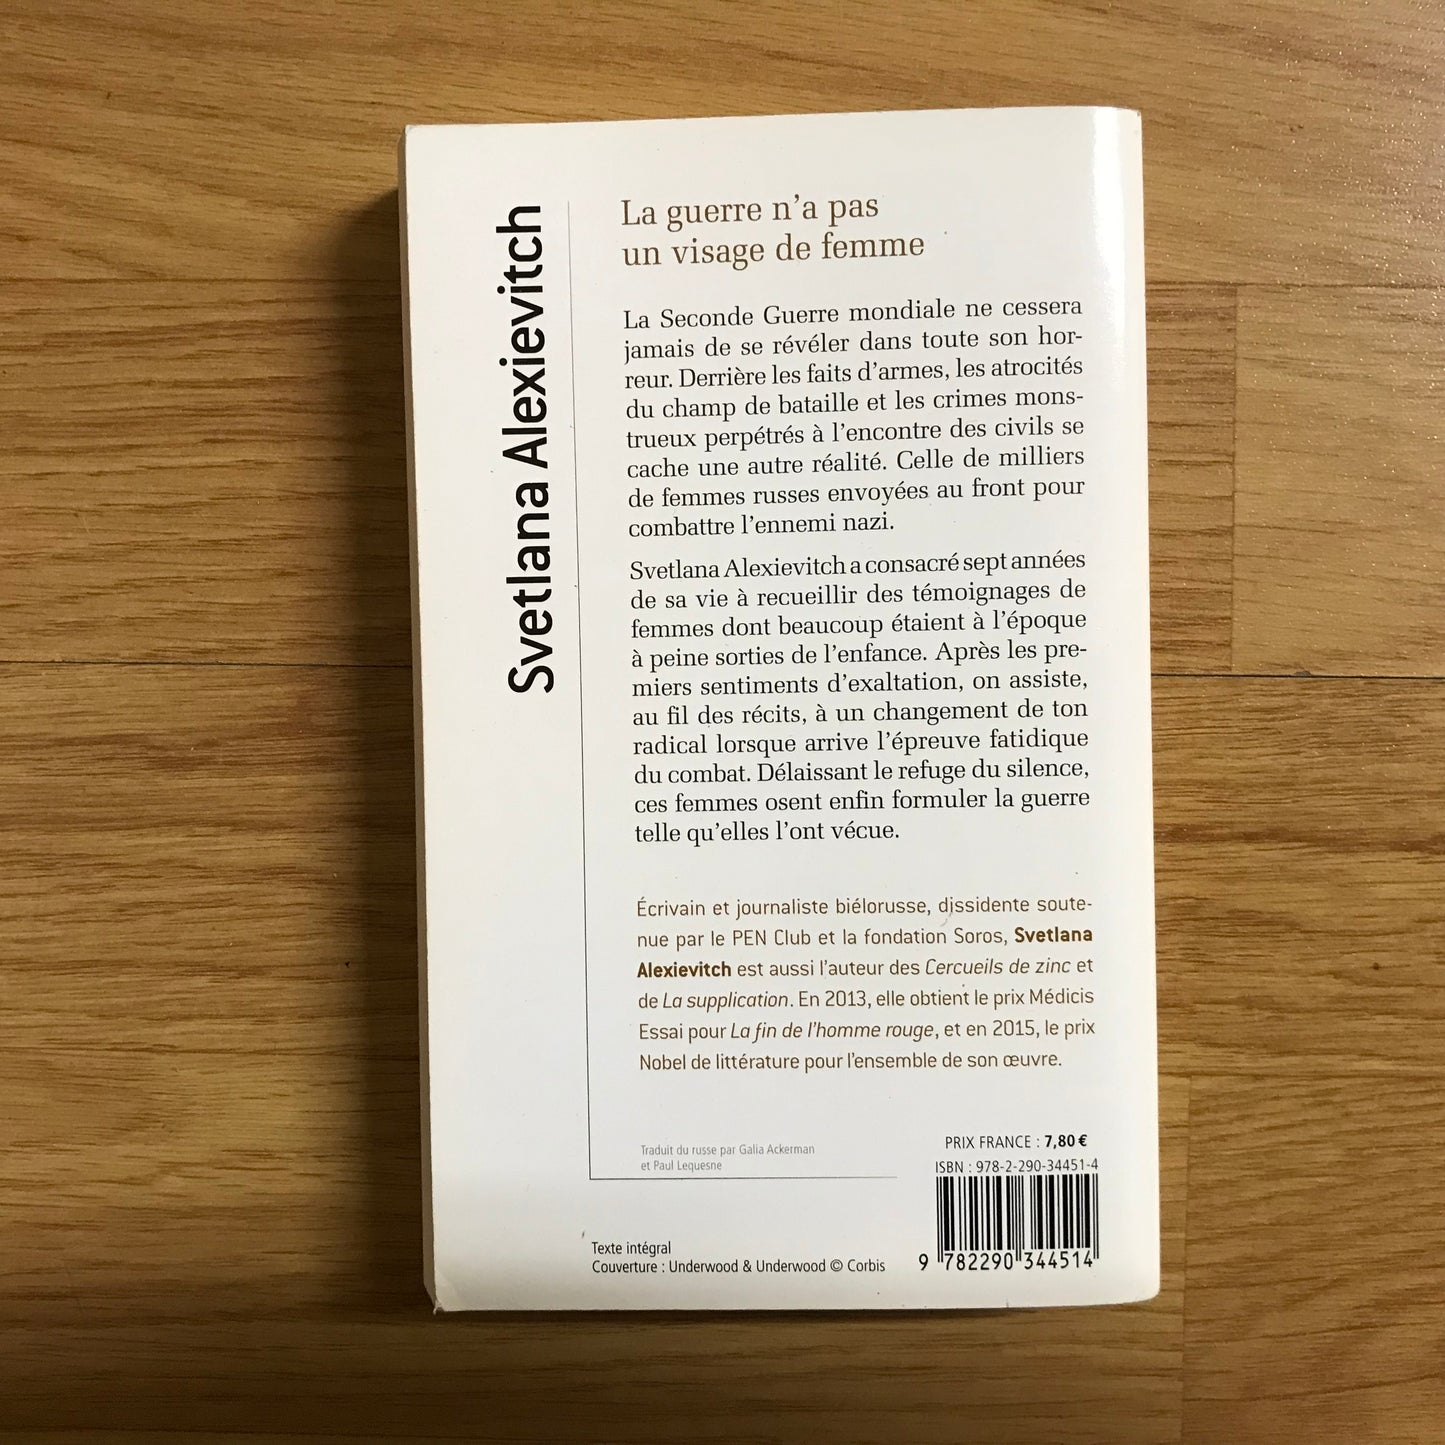 Svetlana Alexievitch
La guerre n'a pas
un visage de femme
La Seconde Guerre mondiale ne cessera
jamais de se révéler dans toute son hor-
reur. Derrière les faits d'armes, les atrocités
du champ de bataille et les crimes mons-
trueux perpétrés à l'encontre des civils se
cache une autre réalité. Celle de milliers
de femmes russes envoyées au front pour
combattre l'ennemi nazi.
Svetlana Alexievitch a consacré sept années
de sa vie à recueillir des témoignages de
femmes dont beaucoup étaient à l'époque
à peine sorties de l'enfance. Après les pre-
miers sentiments d'exaltation, on assiste,
au fil des récits, à un changement de ton
radical lorsque arrive l'épreuve fatidique
du combat. Délaissant le refuge du silence,
ces femmes osent enfin formuler la guerre
telle qu'elles l'ont vécue.
Écrivain et journaliste biélorusse, dissidente soute-
nue par le PEN Club et la fondation Soros, Svetlana
Alexievitch est aussi l'auteur des Cercueils de zinc et
de La supplication. En 2013, elle obtient le prix Médicis
Essai pour La fin de l'homme rouge, et en 2015, le prix
Nobel de littérature pour l'ensemble de son œuvre.
Traduit du russe par Galia Ackerman
et Paul Lequesne
PRIX FRANCE : 7,80 €
ISBN : 978-2-290-34451-4
9 782290 344514
Texte intégral
Couverture : Underwood & Underwood © Corbis